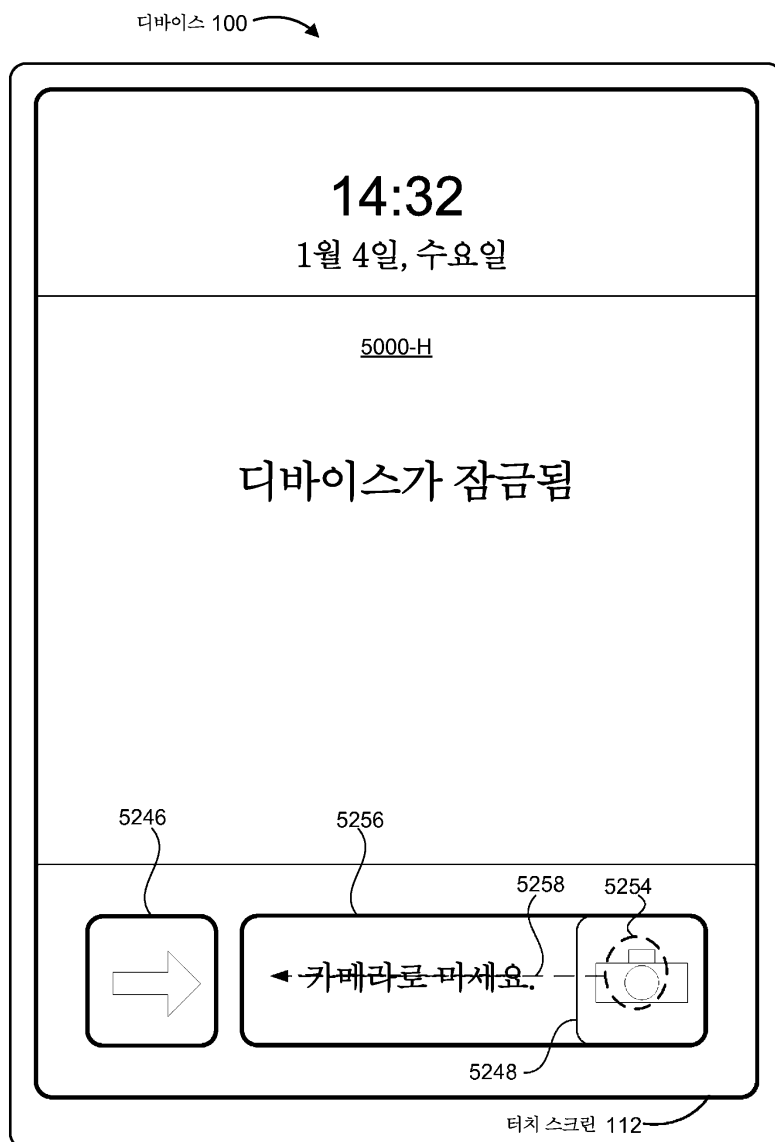 디바이스 100
14:32
1월 4일, 수요일
5000-H
디바이스가 잠금됨
5246
5256
5258
5254
카메라로 미세요.
5248
터치 스크린 112